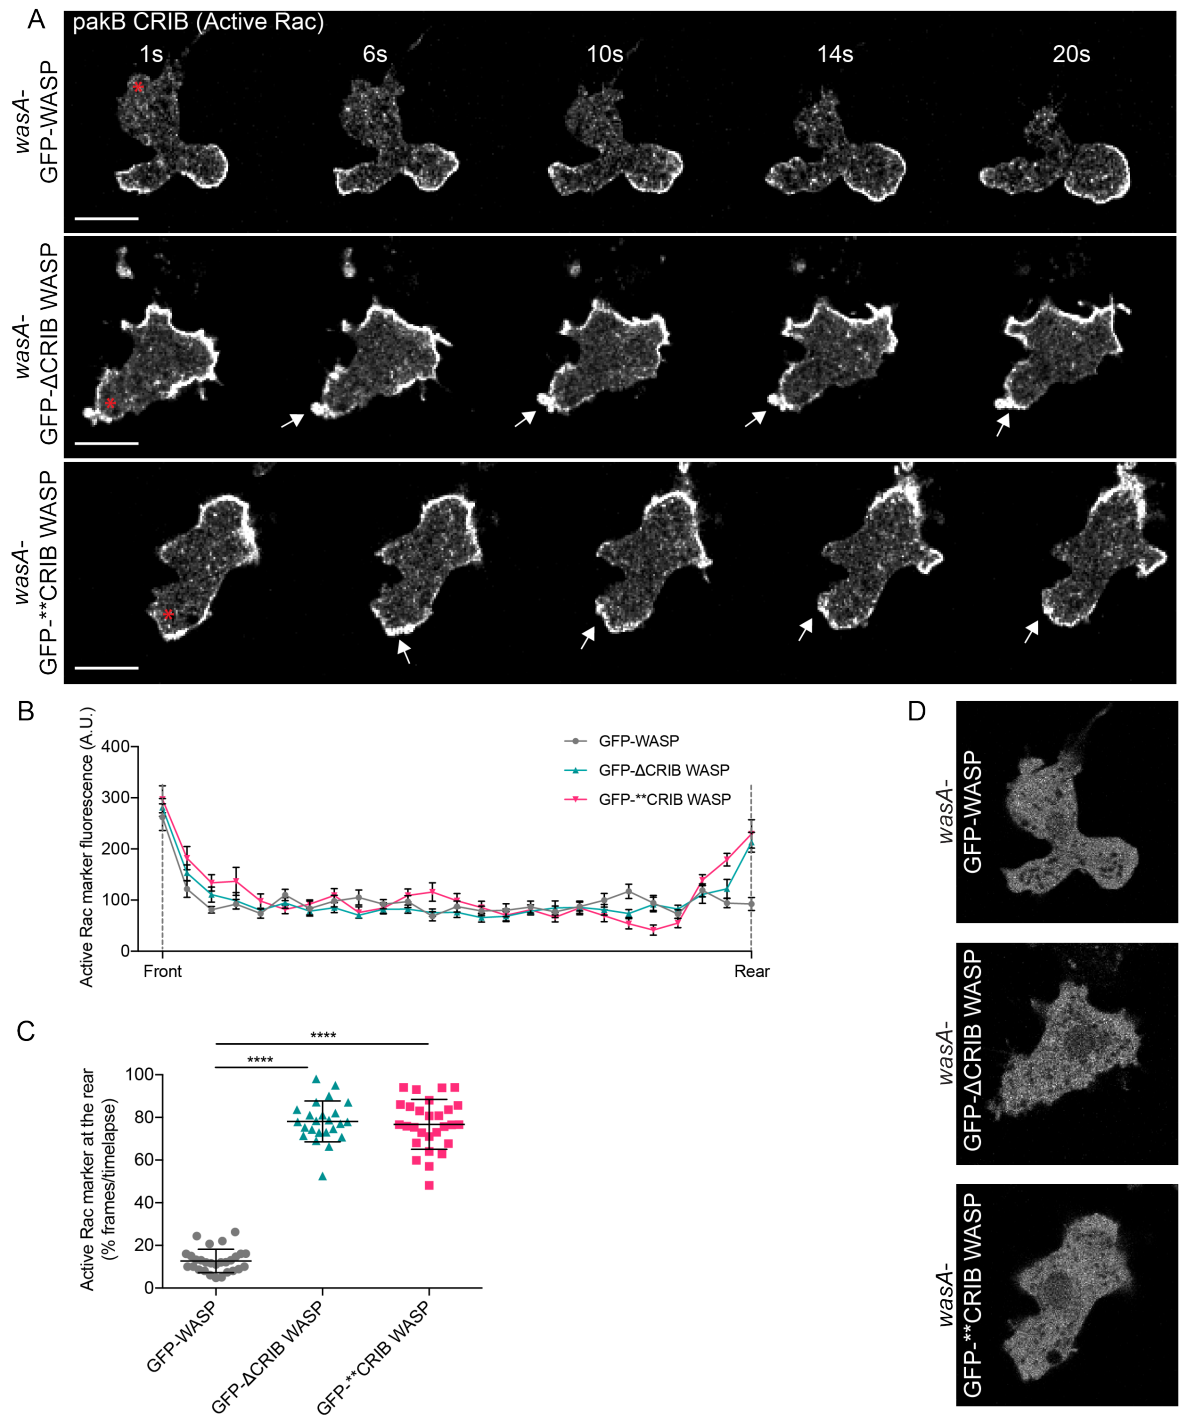 A
pakB CRIB (Active Rac)
1s 6s 10s 14s 20s
wasA-
GFP-WASP
*
wasA-
GFP-ΔCRIB WASP
*
wasA-
GFP-**CRIB WASP
*
B
Active Rac marker fluorescence (A.U.)
400
300
200
100
0
Front Rear
GFP-WASP
GFP-ΔCRIB WASP
GFP-**CRIB WASP
C
Active Rac marker at the rear
(% frames/timelapse)
****
****
100
80
60
40
20
0
GFP-WASP
GFP-ΔCRIB WASP
GFP-**CRIB WASP
D
wasA-
GFP-WASP
wasA-
GFP-ΔCRIB WASP
wasA-
GFP-**CRIB WASP